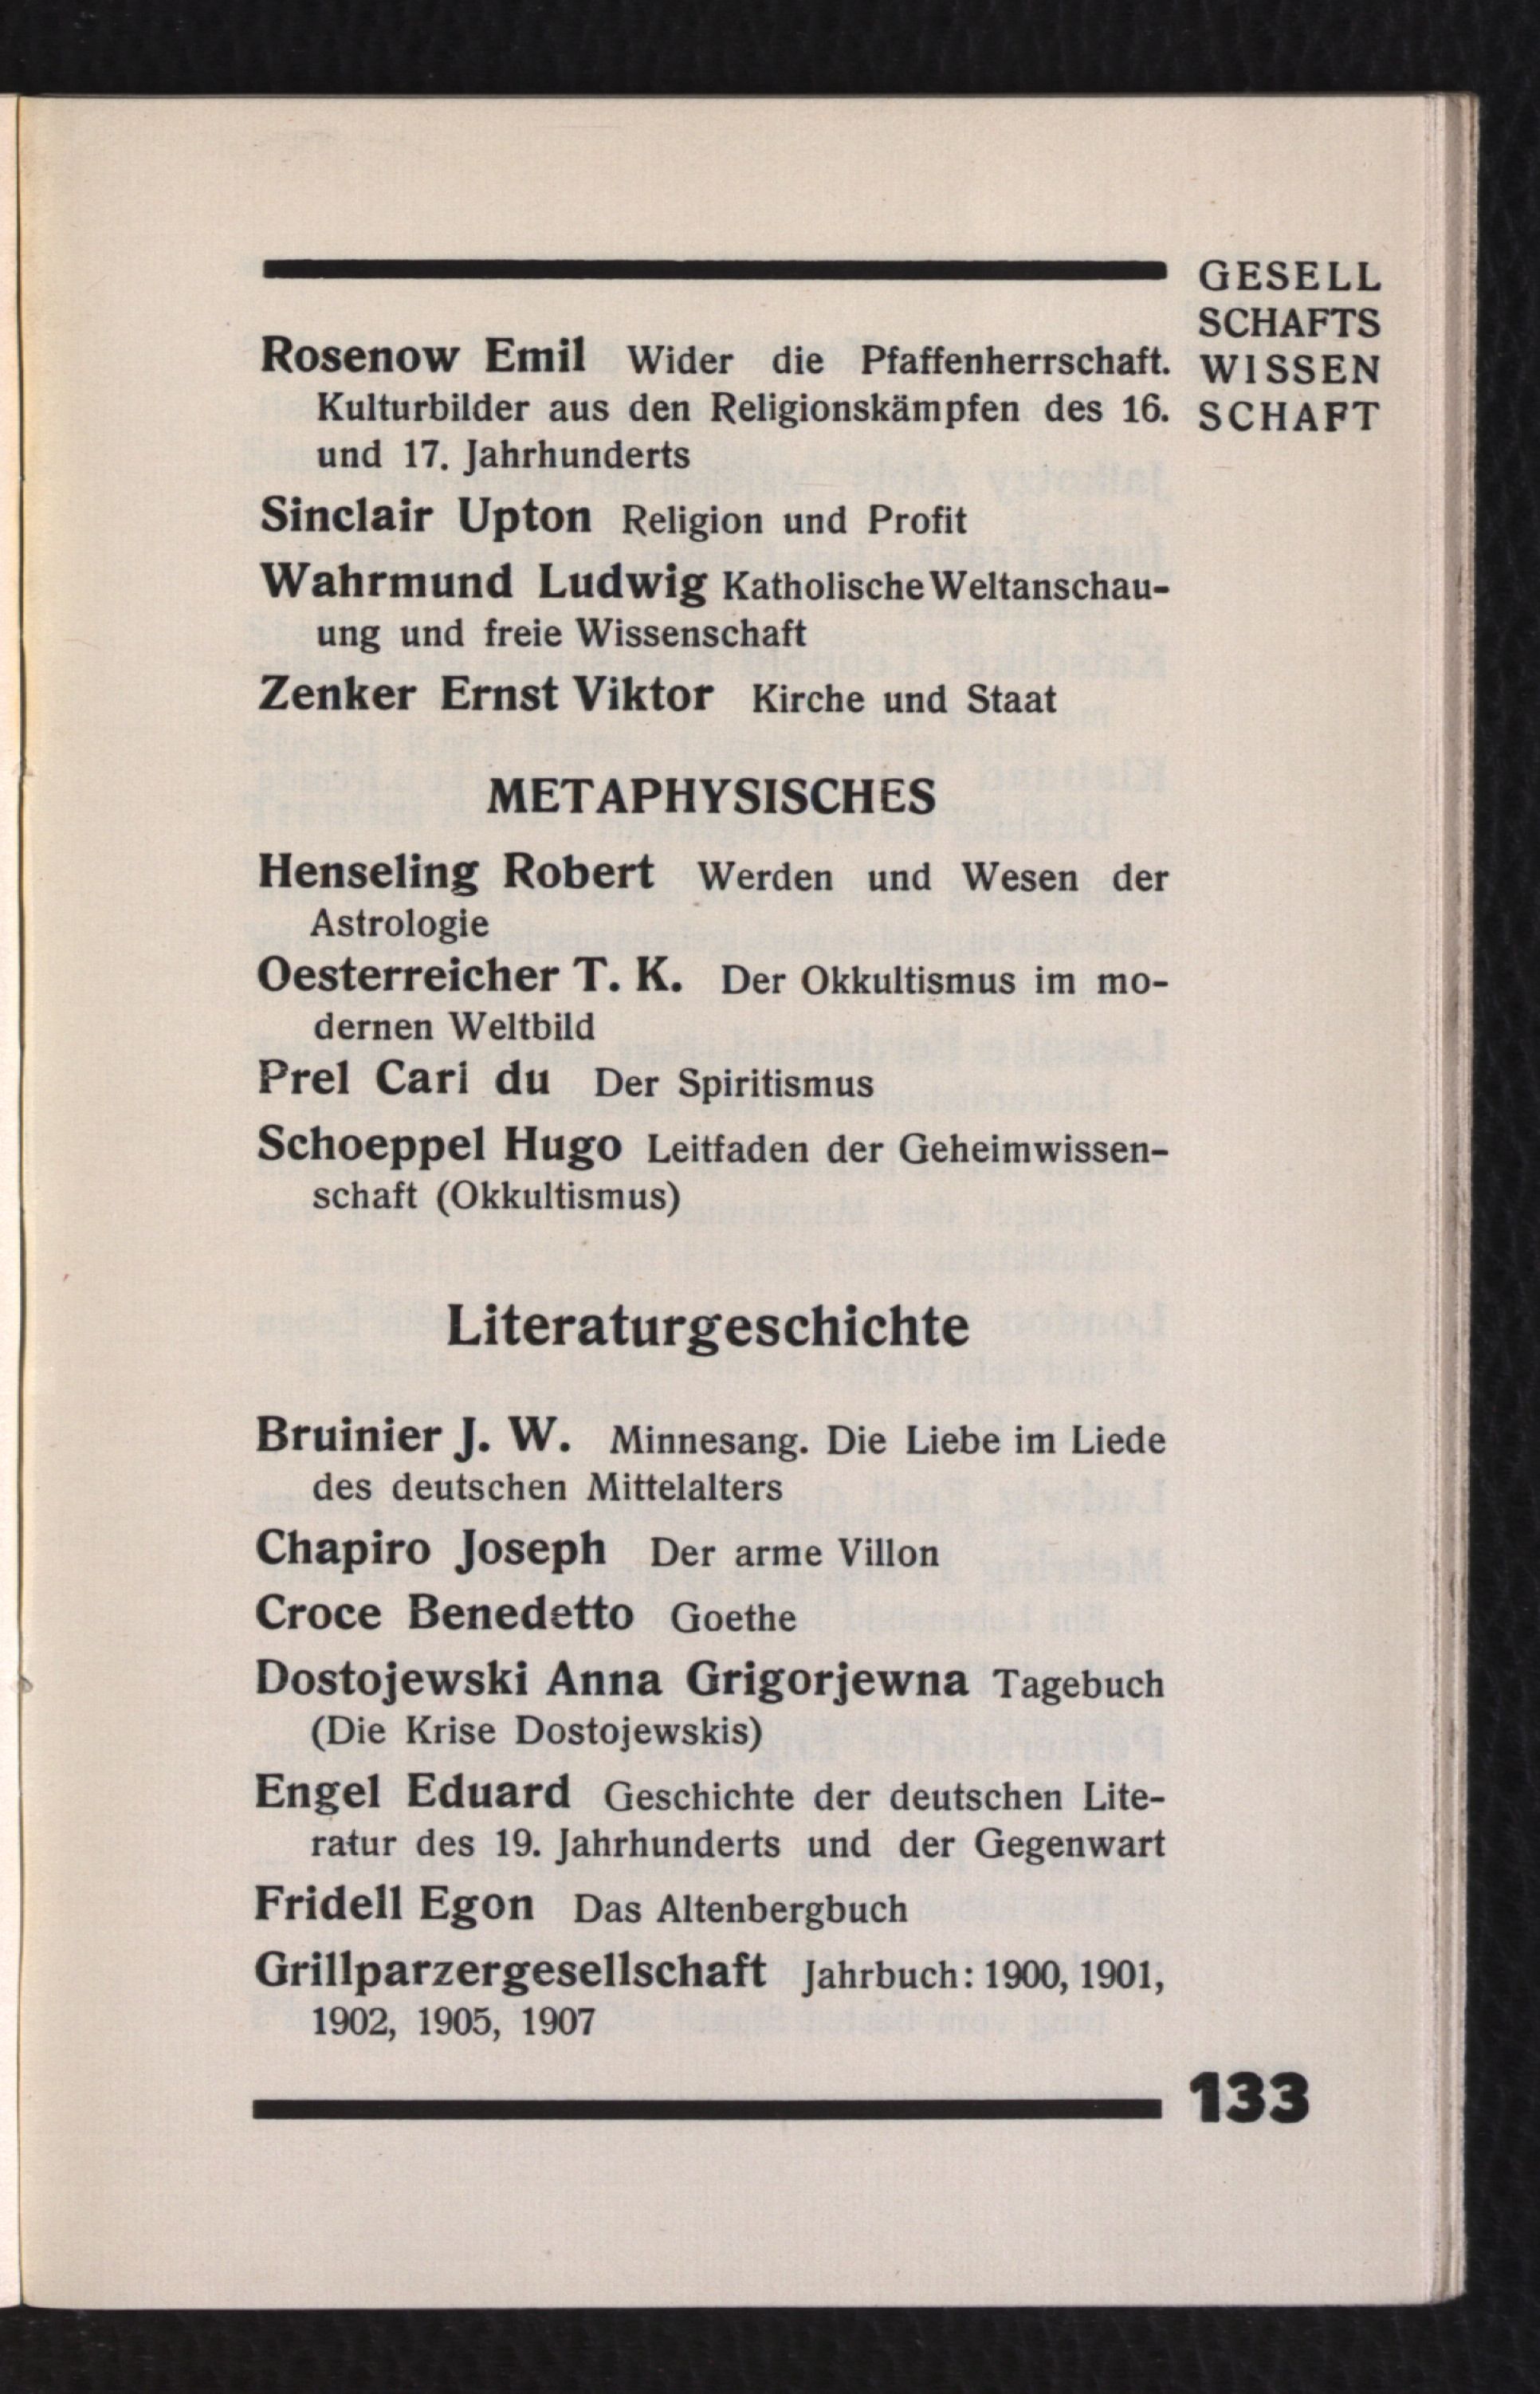 GESELL
SCHAFTS
WISSEN
SCHAFT
Rosenow Emil Wider die Pfaffenherrschaft.
Kulturbilder aus den Religionskämpfen des 16.
und 17. Jahrhunderts
Sinclair Upton Religion und Profit
Wahrmund Ludwig Katholische Weltanschau-
ung und freie Wissenschaft
Zenker Ernst Viktor Kirche und Staat
METAPHYSISCHES
Henseling Robert Werden und Wesen der
Astrologie
Oesterreicher T. K. Der Okkultismus im mo-
dernen Weltbild
Prel Carl du Der Spiritismus
Schoeppel Hugo Leitfaden der Geheimwissen-
schaft (Okkultismus)
Literaturgeschichte
Bruinier J. W. Minnesang. Die Liebe im Liede
des deutschen Mittelalters
Chapiro Joseph Der arme Villon
Croce Benedetto Goethe
Dostojewski Anna Grigorjewna Tagebuch
(Die Krise Dostojewskis)
Engel Eduard Geschichte der deutschen Lite-
ratur des 19. Jahrhunderts und der Gegenwart
Fridell Egon Das Altenbergbuch
Grillparzergesellschaft Jahrbuch: 1900, 1901,
1902, 1905, 1907
133